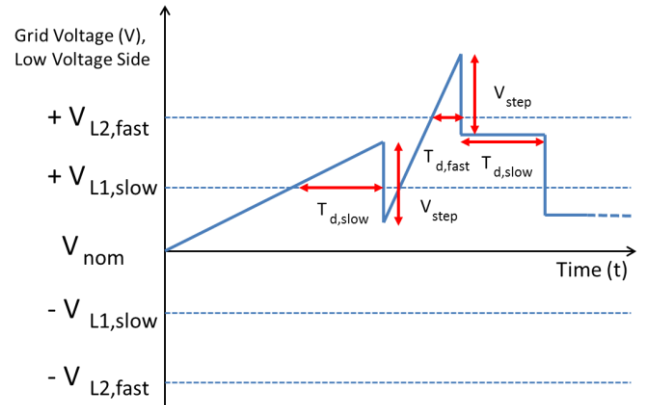 Grid Voltage (V),
Low Voltage Side
+ V L2,fast
+ V L1,slow
V nom
- V L1,slow
- V L2,fast
T d,slow
V step
T d,fast
V step
T d,slow
Time (t)